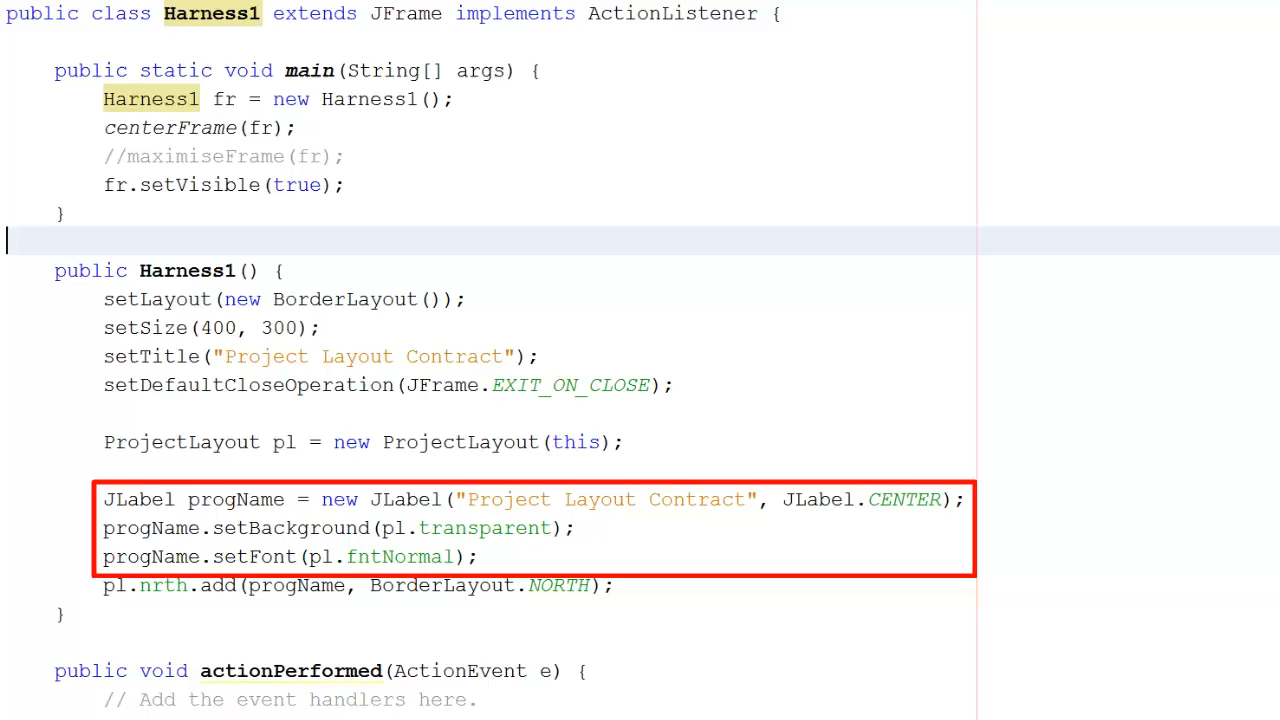 public class Harness1 extends JFrame implements ActionListener {
public static void main(String[] args) {
Harness1 fr = new Harness1();
centerFrame(fr);
//maximiseFrame(fr);
fr.setVisible(true);
}
public Harness1() {
setLayout(new BorderLayout());
setSize(400, 300);
setTitle("Project Layout Contract");
setDefaultCloseOperation(JFrame.EXIT_ON_CLOSE);
ProjectLayout pl = new ProjectLayout(this);
JLabel progName = new JLabel("Project Layout Contract", JLabel.CENTER);
progName.setBackground(pl.transparent);
progName.setFont(pl.fntNormal);
pl.nrth.add(progName, BorderLayout.NORTH);
}
public void actionPerformed(ActionEvent e) {
// Add the event handlers here.